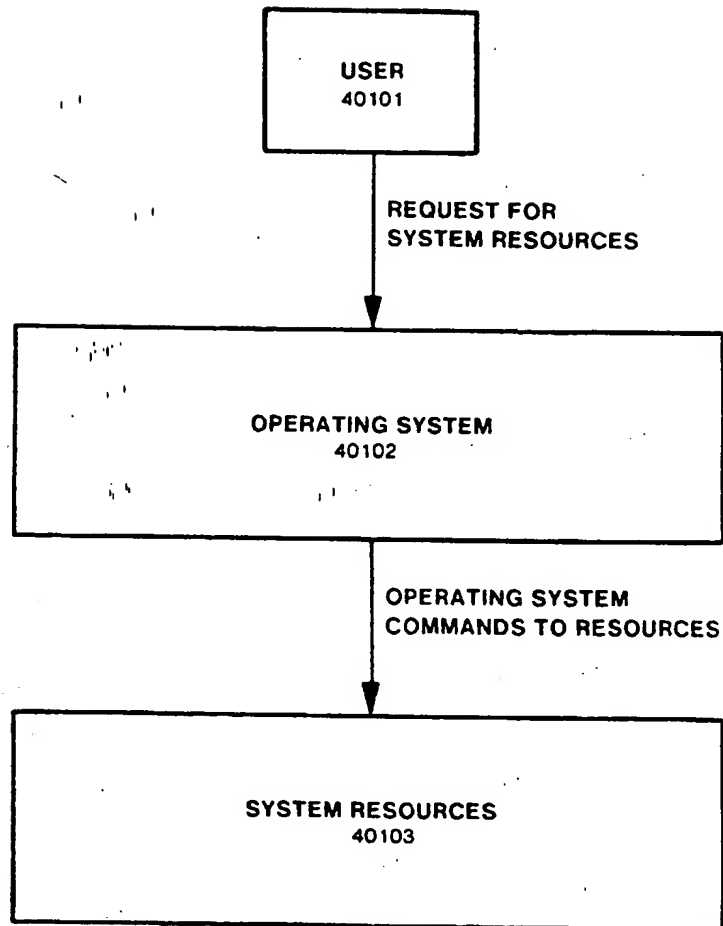 USER
40101
REQUEST FOR
SYSTEM RESOURCES
OPERATING SYSTEM
40102
OPERATING SYSTEM
COMMANDS TO RESOURCES
SYSTEM RESOURCES
40103